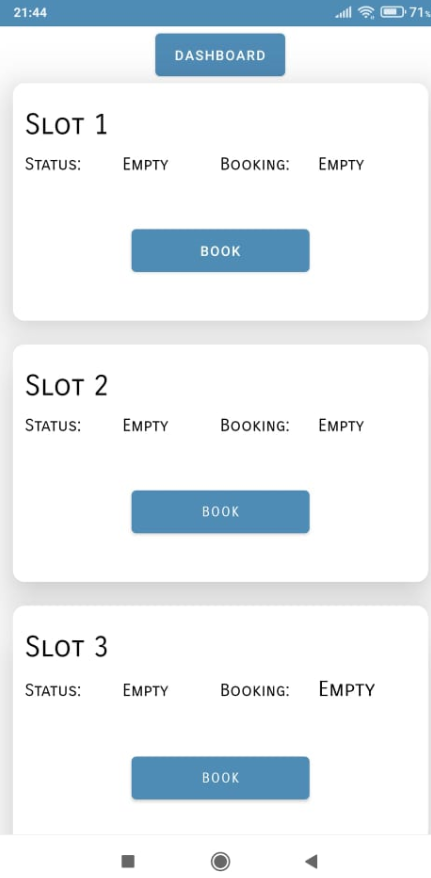 21:44 71%
DASHBOARD
Slot 1
Status: Empty Booking: Empty
BOOK
Slot 2
Status: Empty Booking: Empty
BOOK
Slot 3
Status: Empty Booking: Empty
BOOK